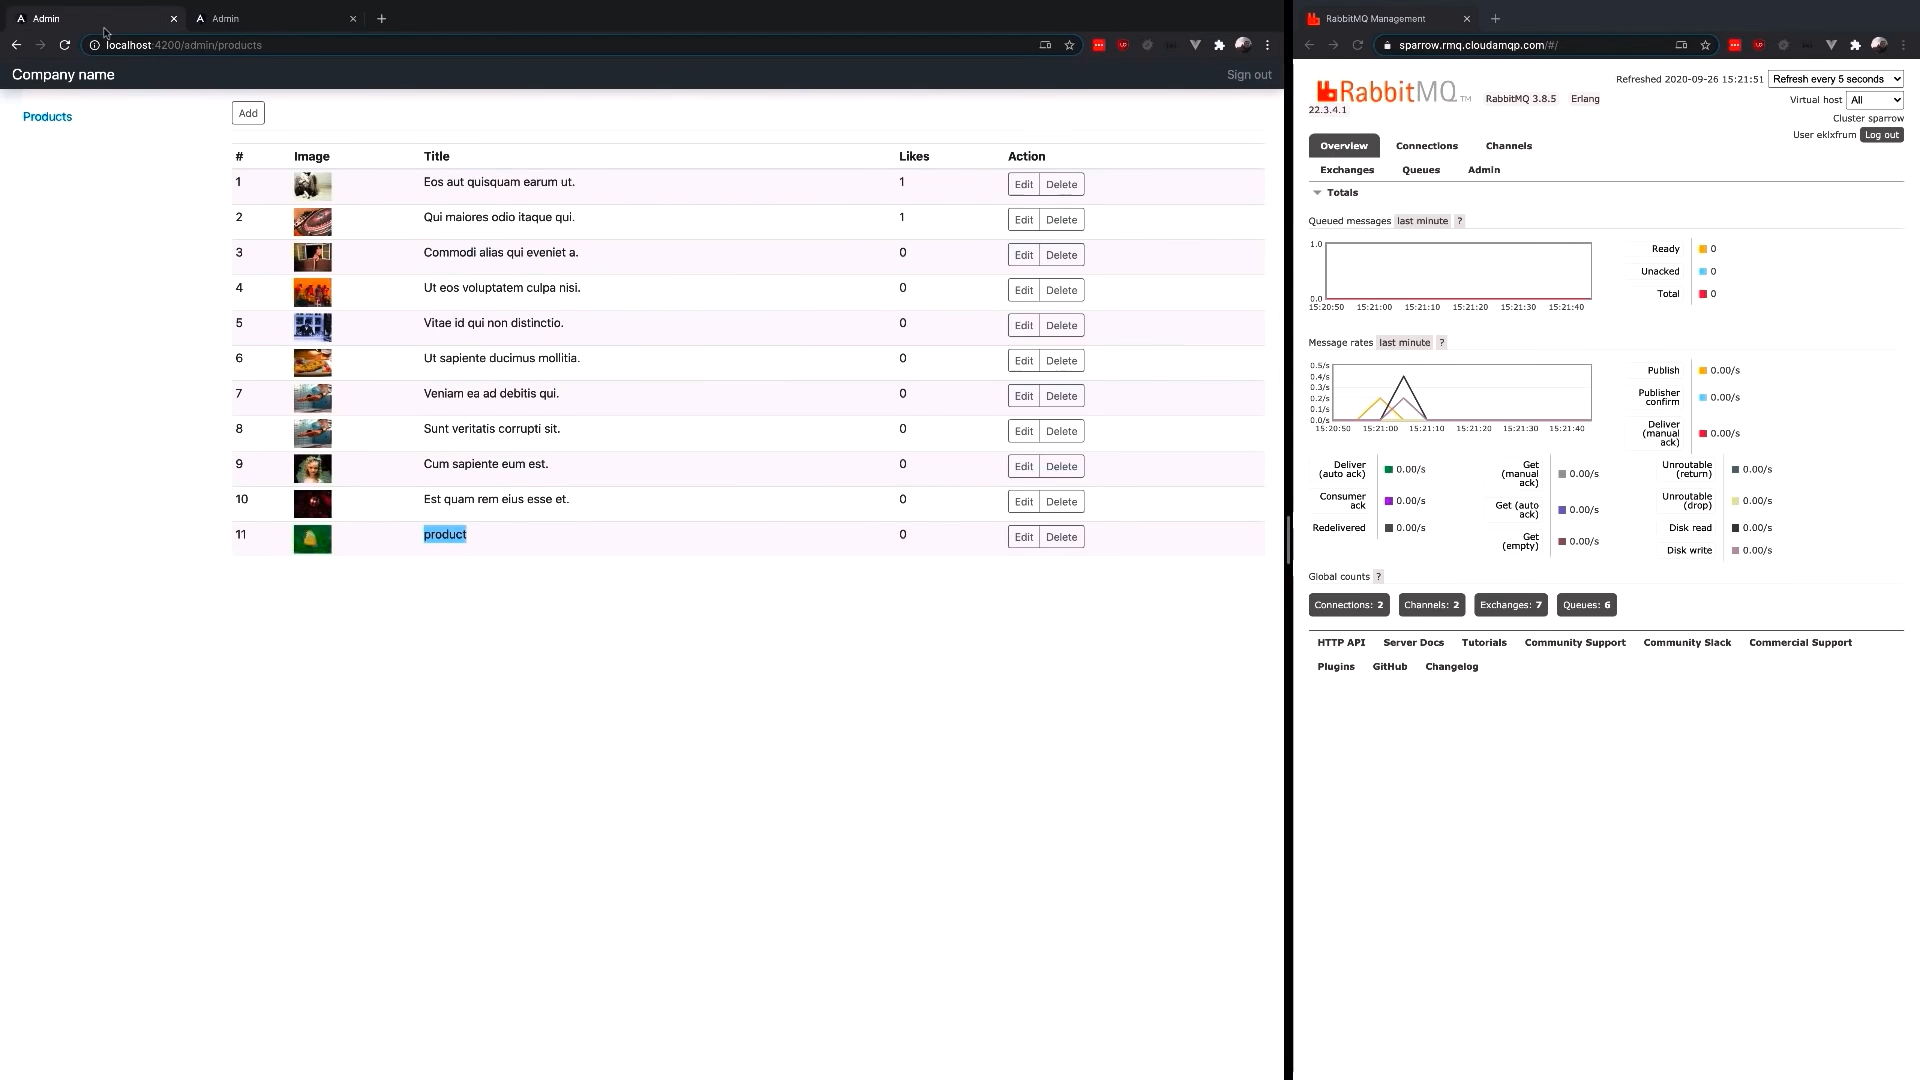 Admin
Admin
localhost:4200/admin/products
Company name
Sign out
Products
Add
# Image Title Likes Action
1 Eos aut quisquam earum ut. 1 Edit Delete
2 Qui maiores odio itaque qui. 1 Edit Delete
3 Commodi alias qui eveniet a. 0 Edit Delete
4 Ut eos voluptatem culpa nisi. 0 Edit Delete
5 Vitae id qui non distinctio. 0 Edit Delete
6 Ut sapiente ducimus mollitia. 0 Edit Delete
7 Veniam ea ad debitis qui. 0 Edit Delete
8 Sunt veritatis corrupti sit. 0 Edit Delete
9 Cum sapiente eum est. 0 Edit Delete
10 Est quam rem eius esse et. 0 Edit Delete
11 product 0 Edit Delete
RabbitMQ Management
sparrow.rmq.cloudamqp.com/#/
Refreshed 2020-09-26 15:21:51 Refresh every 5 seconds
RabbitMQ TM RabbitMQ 3.8.5 Erlang
22.3.4.1
Virtual host All
Cluster sparrow
User eklxfrum Log out
Overview Connections Channels
Exchanges Queues Admin
Totals
Queued messages last minute ?
1.0
0.0
15:20:50 15:21:00 15:21:10 15:21:20 15:21:30 15:21:40
Ready 0
Unacked 0
Total 0
Message rates last minute ?
0.5/s
0.4/s
0.3/s
0.2/s
0.1/s
0.0/s
15:20:50 15:21:00 15:21:10 15:21:20 15:21:30 15:21:40
Publish 0.00/s
Publisher
confirm 0.00/s
Deliver
(manual
ack) 0.00/s
Deliver
(auto ack) 0.00/s
Consumer
ack 0.00/s
Redelivered 0.00/s
Get
(manual
ack) 0.00/s
Get (auto
ack) 0.00/s
Get
(empty) 0.00/s
Unroutable
(return) 0.00/s
Unroutable
(drop) 0.00/s
Disk read 0.00/s
Disk write 0.00/s
Global counts ?
Connections: 2 Channels: 2 Exchanges: 7 Queues: 6
HTTP API Server Docs Tutorials Community Support Community Slack Commercial Support
Plugins GitHub Changelog